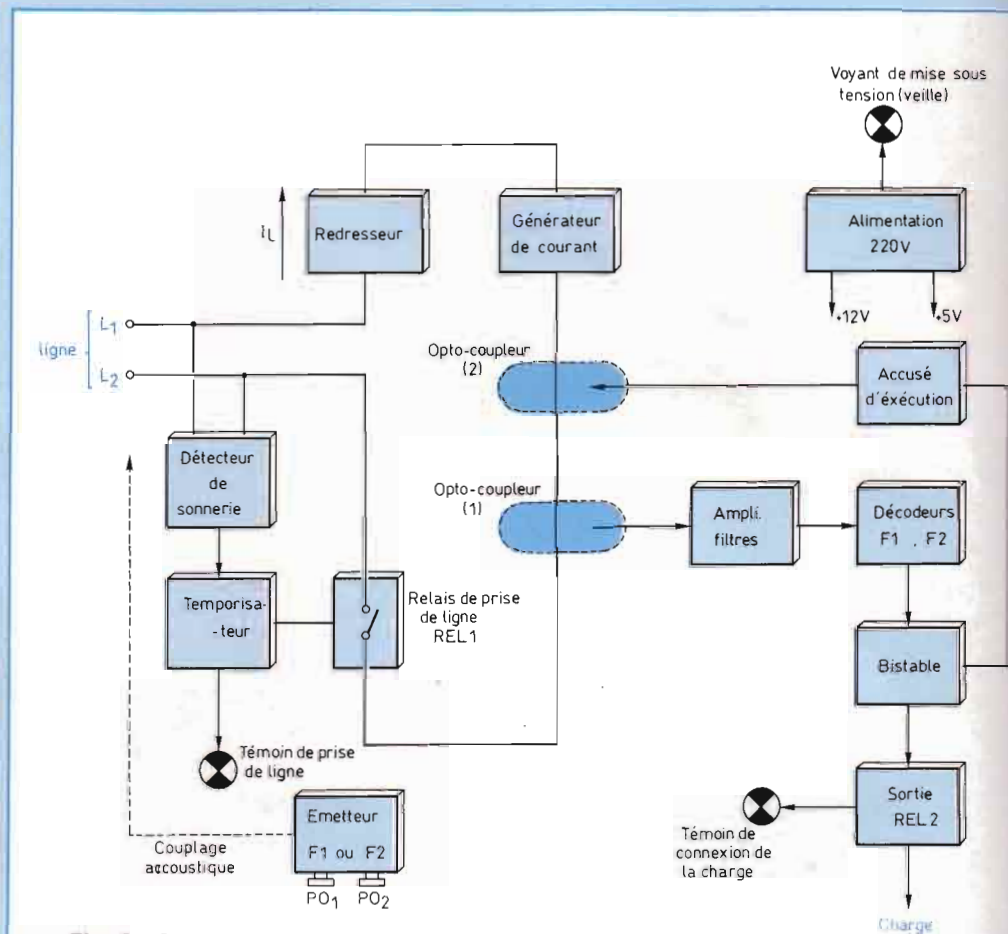 Voyant de mise sous
tension (veille)
IL
Redresseur
Générateur
de courant
Alimentation
220V
+12V
+5V
ligne
L1
L2
Opto-coupleur
(2)
Accusé
d'éxécution
Détecteur
de
sonnerie
Opto-coupleur
(1)
Ampli.
filtres
Décodeurs
F1 , F2
Temporisa-
-teur
Relais de prise
de ligne
REL1
Bistable
Témoin de prise
de ligne
Emetteur
F1 ou F2
Couplage
accoustique
PO1
PO2
Témoin de
connexion de
la charge
Sortie
REL2
Charge